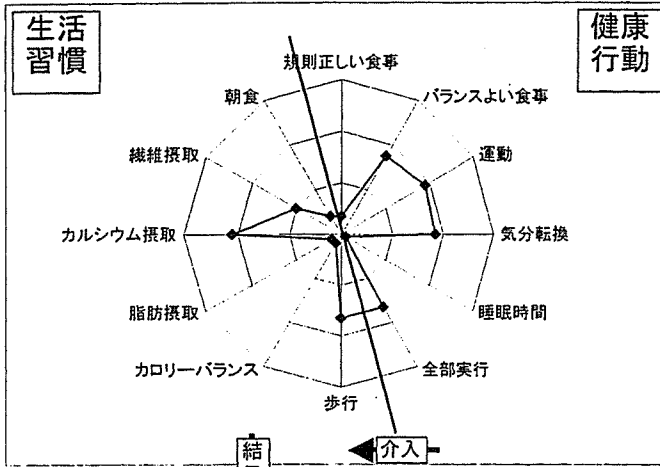 生活
習慣
健康
行動
規則正しい食事
朝食
バランスよい食事
繊維摂取
運動
カルシウム摂取
気分転換
脂肪摂取
睡眠時間
カロリーバランス
全部実行
歩行
結
介入